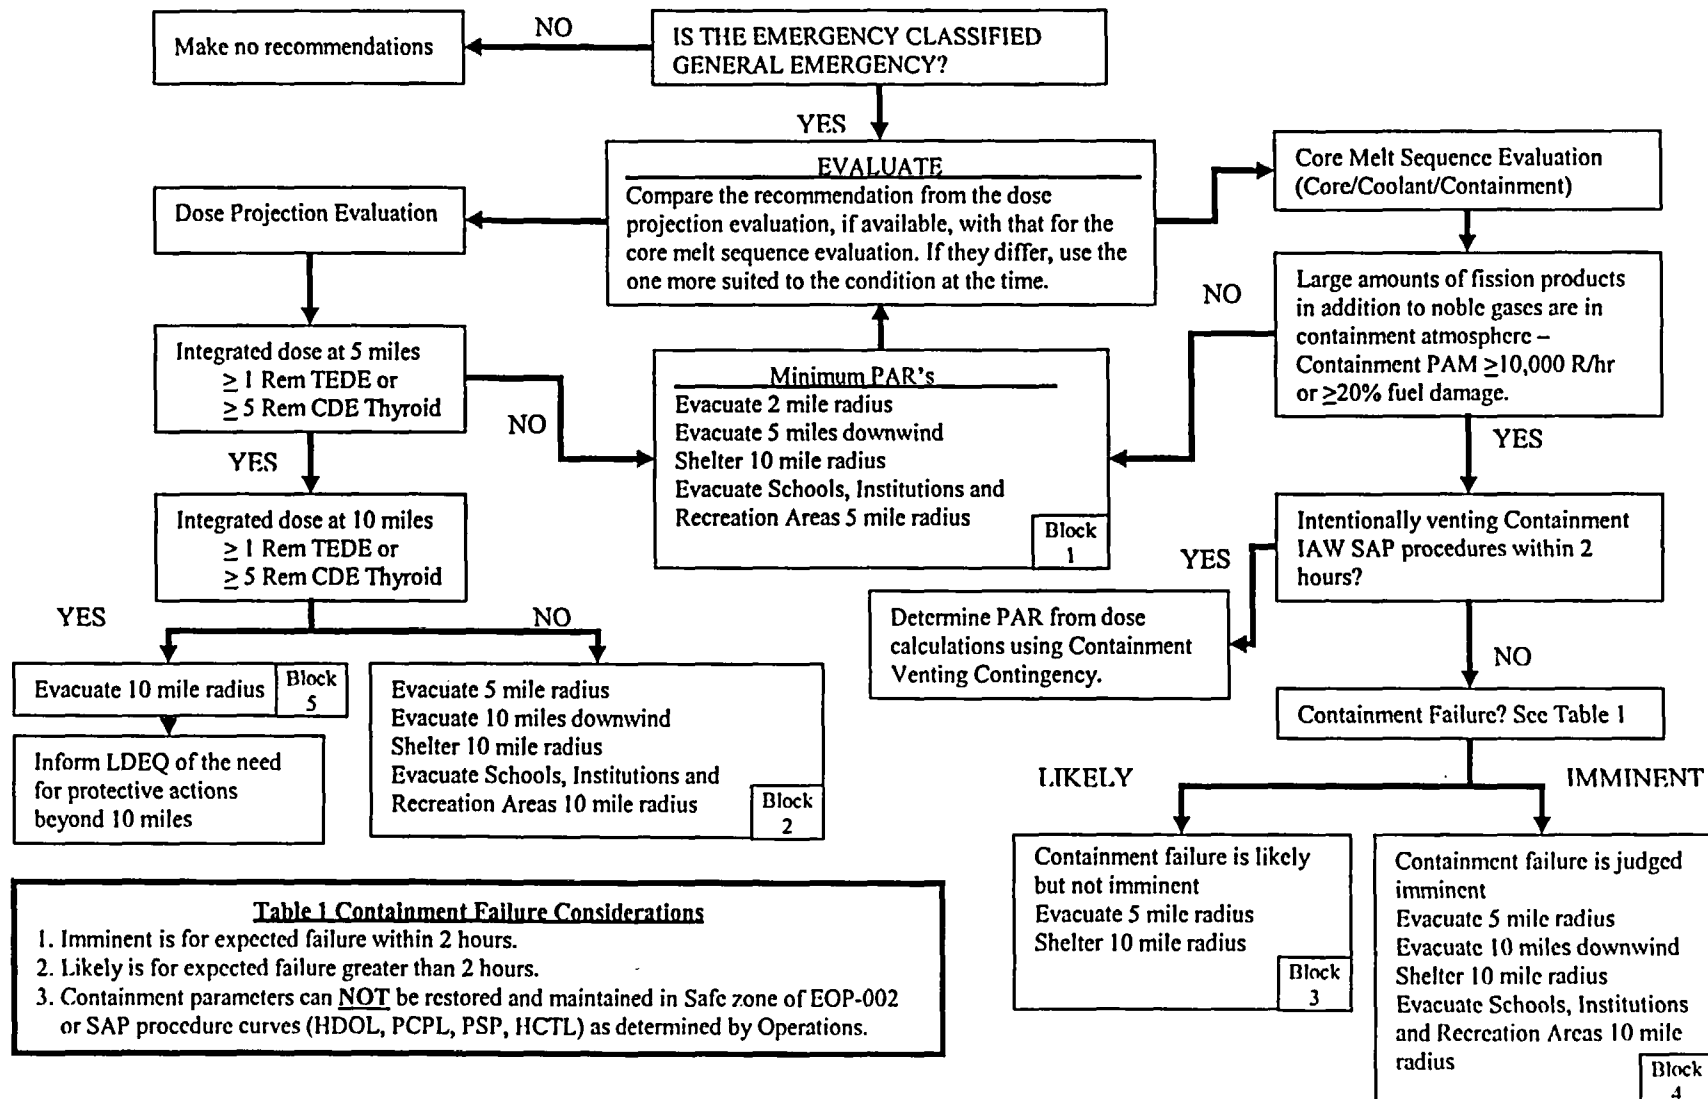 NO
Make no recommendations
IS THE EMERGENCY CLASSIFIED
GENERAL EMERGENCY?
YES
EVALUATE
Compare the recommendation from the dose
projection evaluation, if available, with that for the
core melt sequence evaluation. If they differ, use the
one more suited to the condition at the time.
Core Melt Sequence Evaluation
(Core/Coolant/Containment)
Dose Projection Evaluation
NO
Large amounts of fission products
in addition to noble gases are in
containment atmosphere –
Containment PAM ≥10,000 R/hr
or ≥20% fuel damage.
Integrated dose at 5 miles
≥ 1 Rem TEDE or
≥ 5 Rem CDE Thyroid
NO
YES
Minimum PAR's
Evacuate 2 mile radius
Evacuate 5 miles downwind
Shelter 10 mile radius
Evacuate Schools, Institutions and
Recreation Areas 5 mile radius
Block
1
YES
Integrated dose at 10 miles
≥ 1 Rem TEDE or
≥ 5 Rem CDE Thyroid
YES
Intentionally venting Containment
IAW SAP procedures within 2
hours?
Determine PAR from dose
calculations using Containment
Venting Contingency.
NO
YES
NO
Evacuate 10 mile radius
Block
5
Inform LDEQ of the need
for protective actions
beyond 10 miles
Evacuate 5 mile radius
Evacuate 10 miles downwind
Shelter 10 mile radius
Evacuate Schools, Institutions and
Recreation Areas 10 mile radius
Block
2
Containment Failure? See Table 1
LIKELY
IMMINENT
Containment failure is likely
but not imminent
Evacuate 5 mile radius
Shelter 10 mile radius
Block
3
Containment failure is judged
imminent
Evacuate 5 mile radius
Evacuate 10 miles downwind
Shelter 10 mile radius
Evacuate Schools, Institutions
and Recreation Areas 10 mile
radius
Block
4
Table 1 Containment Failure Considerations
1. Imminent is for expected failure within 2 hours.
2. Likely is for expected failure greater than 2 hours.
3. Containment parameters can NOT be restored and maintained in Safe zone of EOP-002
or SAP procedure curves (HDOL, PCPL, PSP, HCTL) as determined by Operations.